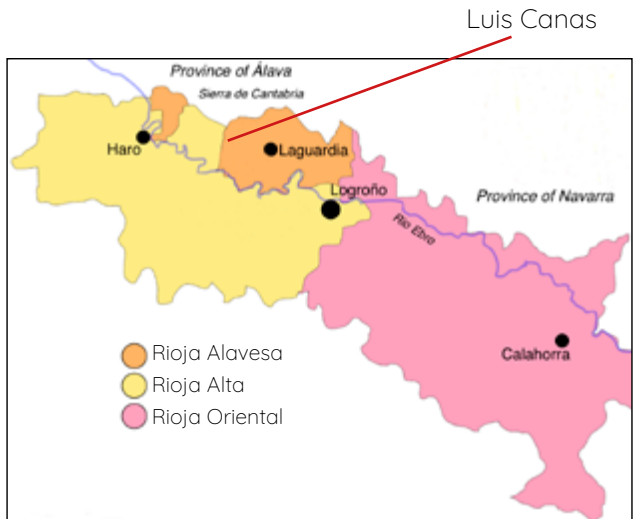 Luis Canas
Province of Álava
Sierra de Cantabria
Haro
Laguardia
Logroño
Province of Navarra
Rio Ebro
Rioja Alavesa
Rioja Alta
Rioja Oriental
Calahorra